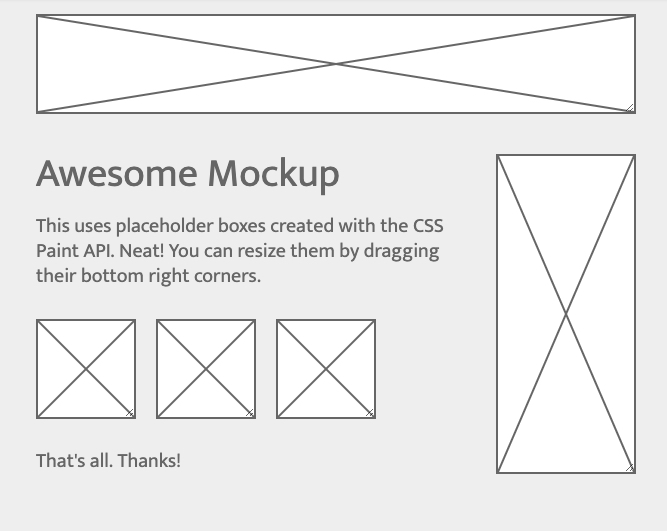 Awesome Mockup
This uses placeholder boxes created with the CSS
Paint API. Neat! You can resize them by dragging
their bottom right corners.
That's all. Thanks!